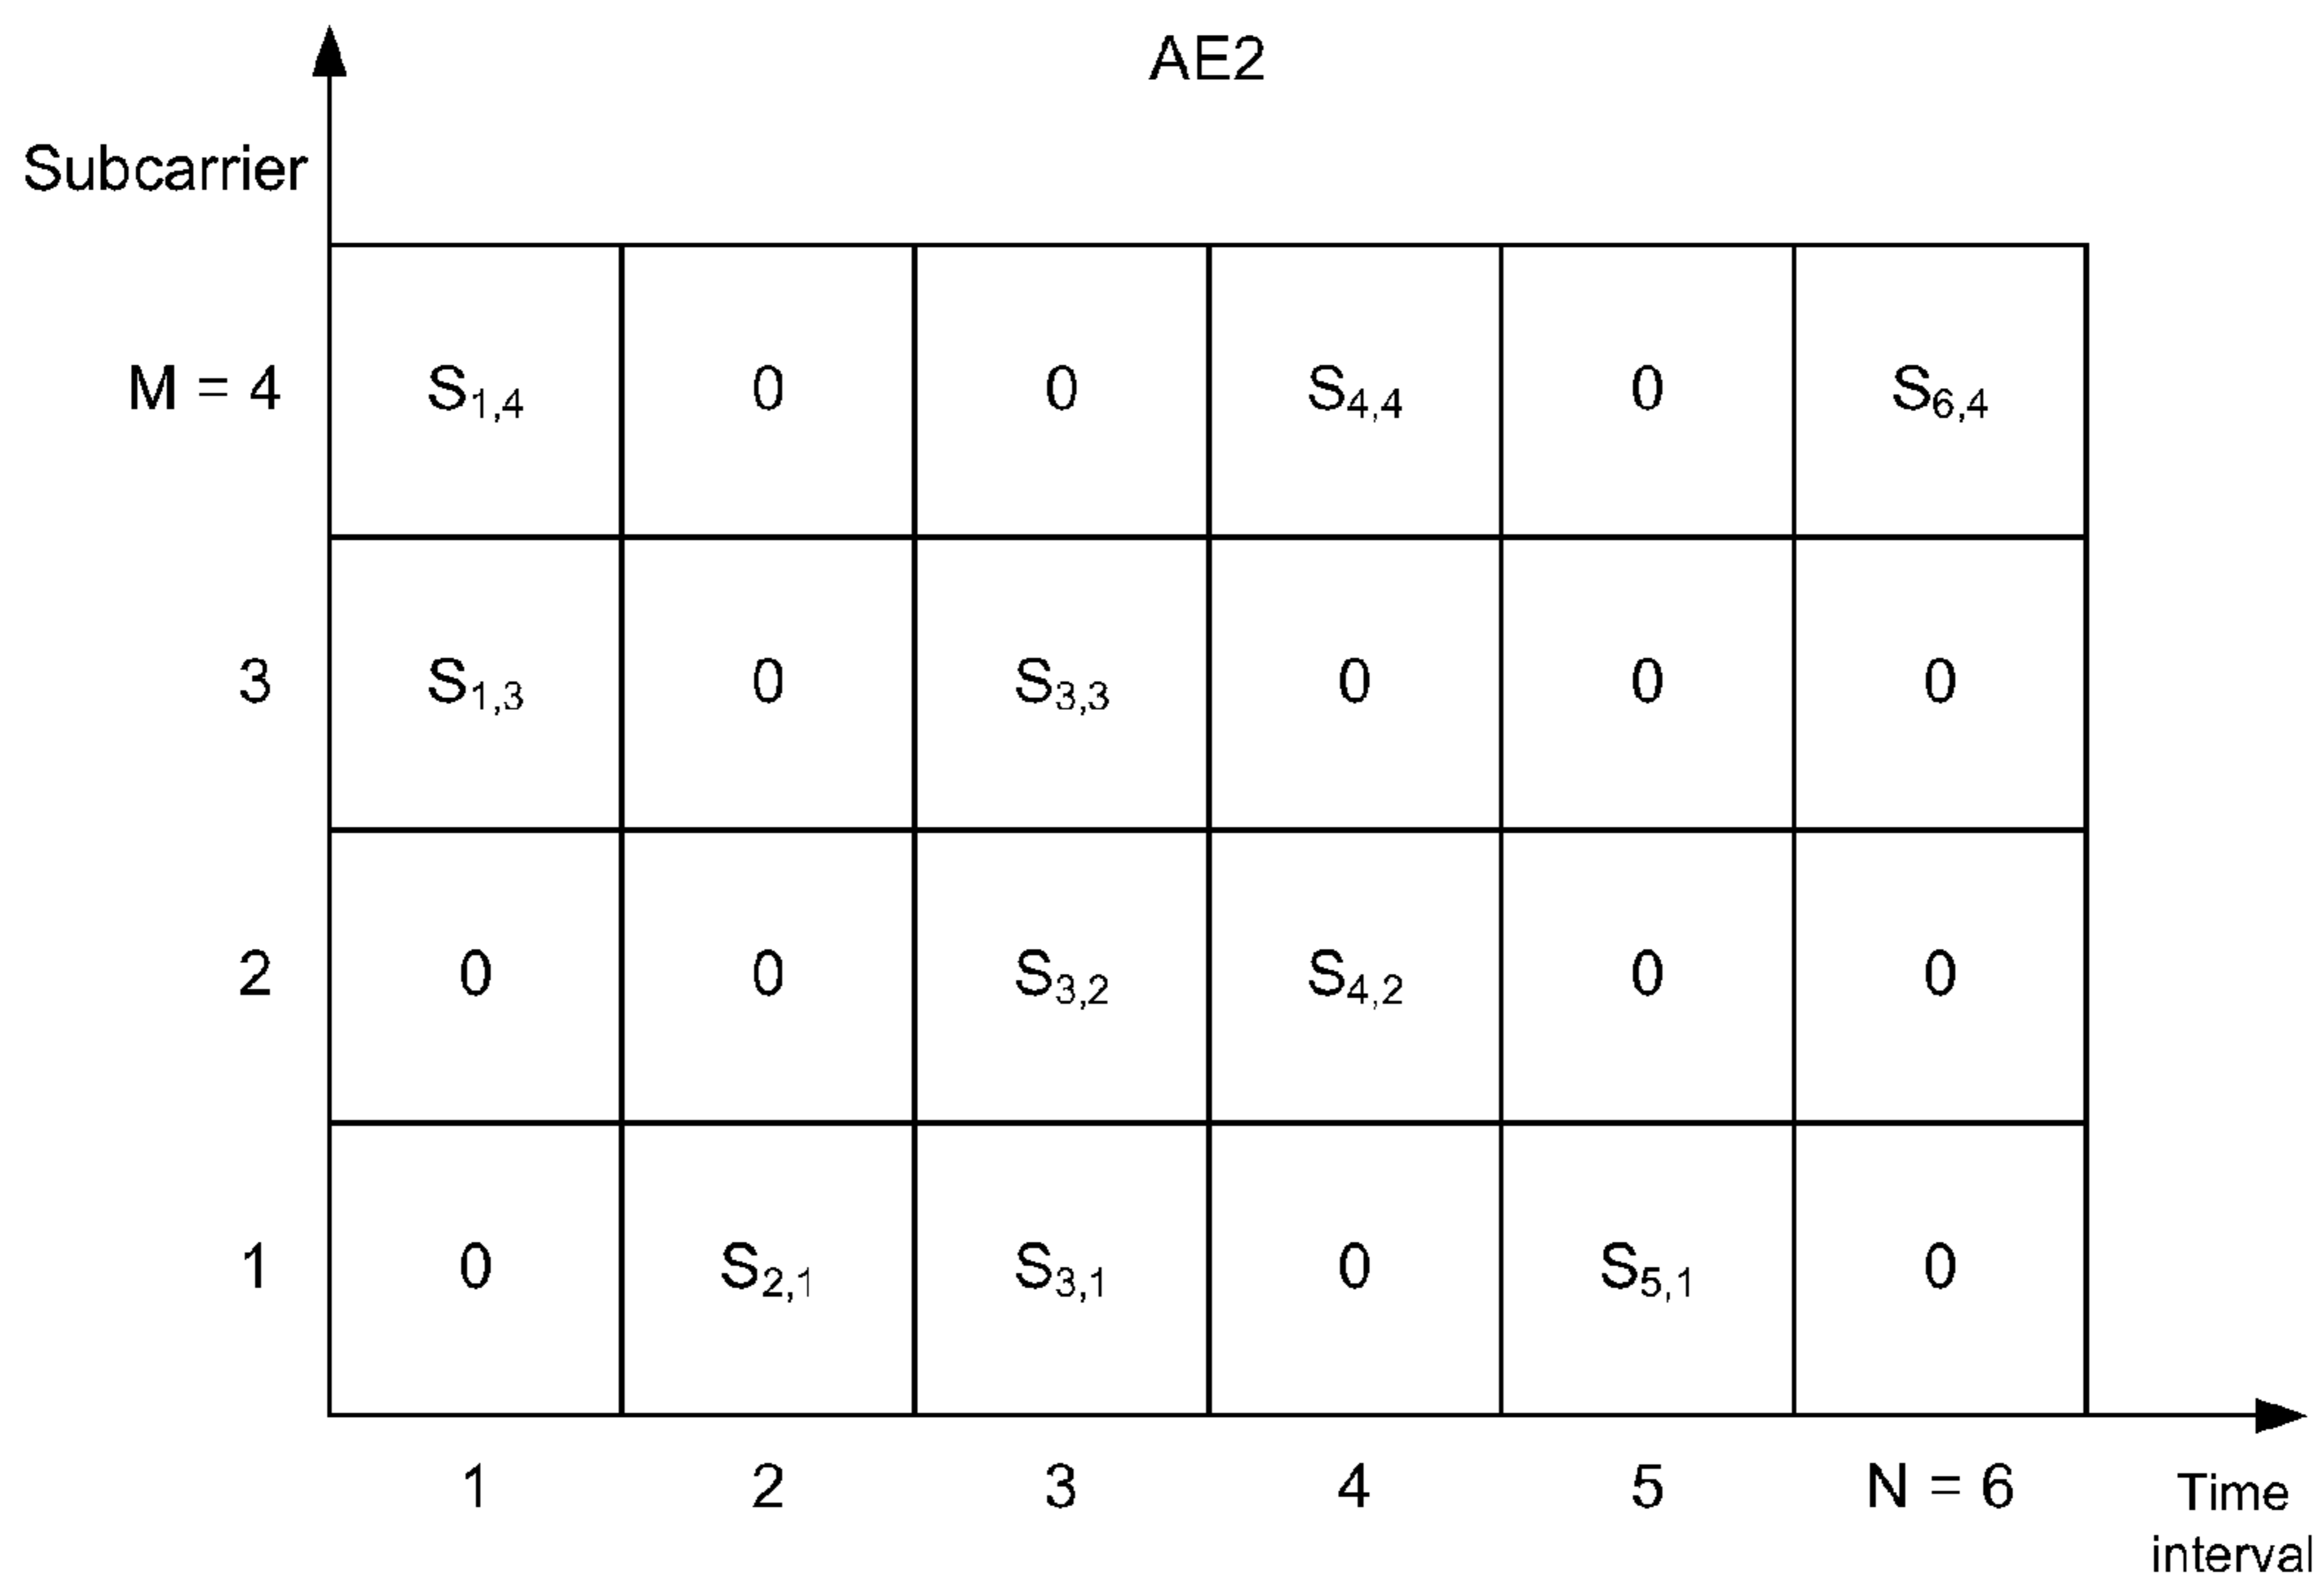 AE2
Subcarrier
M = 4 S1,4 0 0 S4,4 0 S6,4
3 S1,3 0 S3,3 0 0 0
2 0 0 S3,2 S4,2 0 0
1 0 S2,1 S3,1 0 S5,1 0
1 2 3 4 5 N = 6 Time
interval